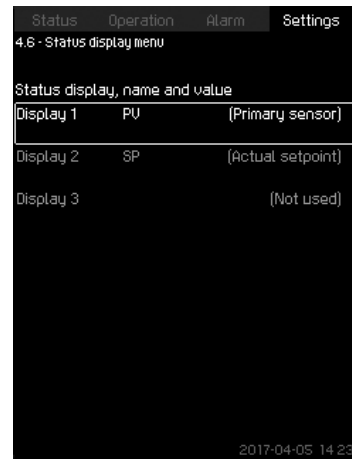 Status Operation Alarm Settings
4.6 - Status display menu
Status display, name and value
Display 1 PV (Primary sensor)
Display 2 SP (Actual setpoint)
Display 3 (Not used)
2017-04-05 14:23